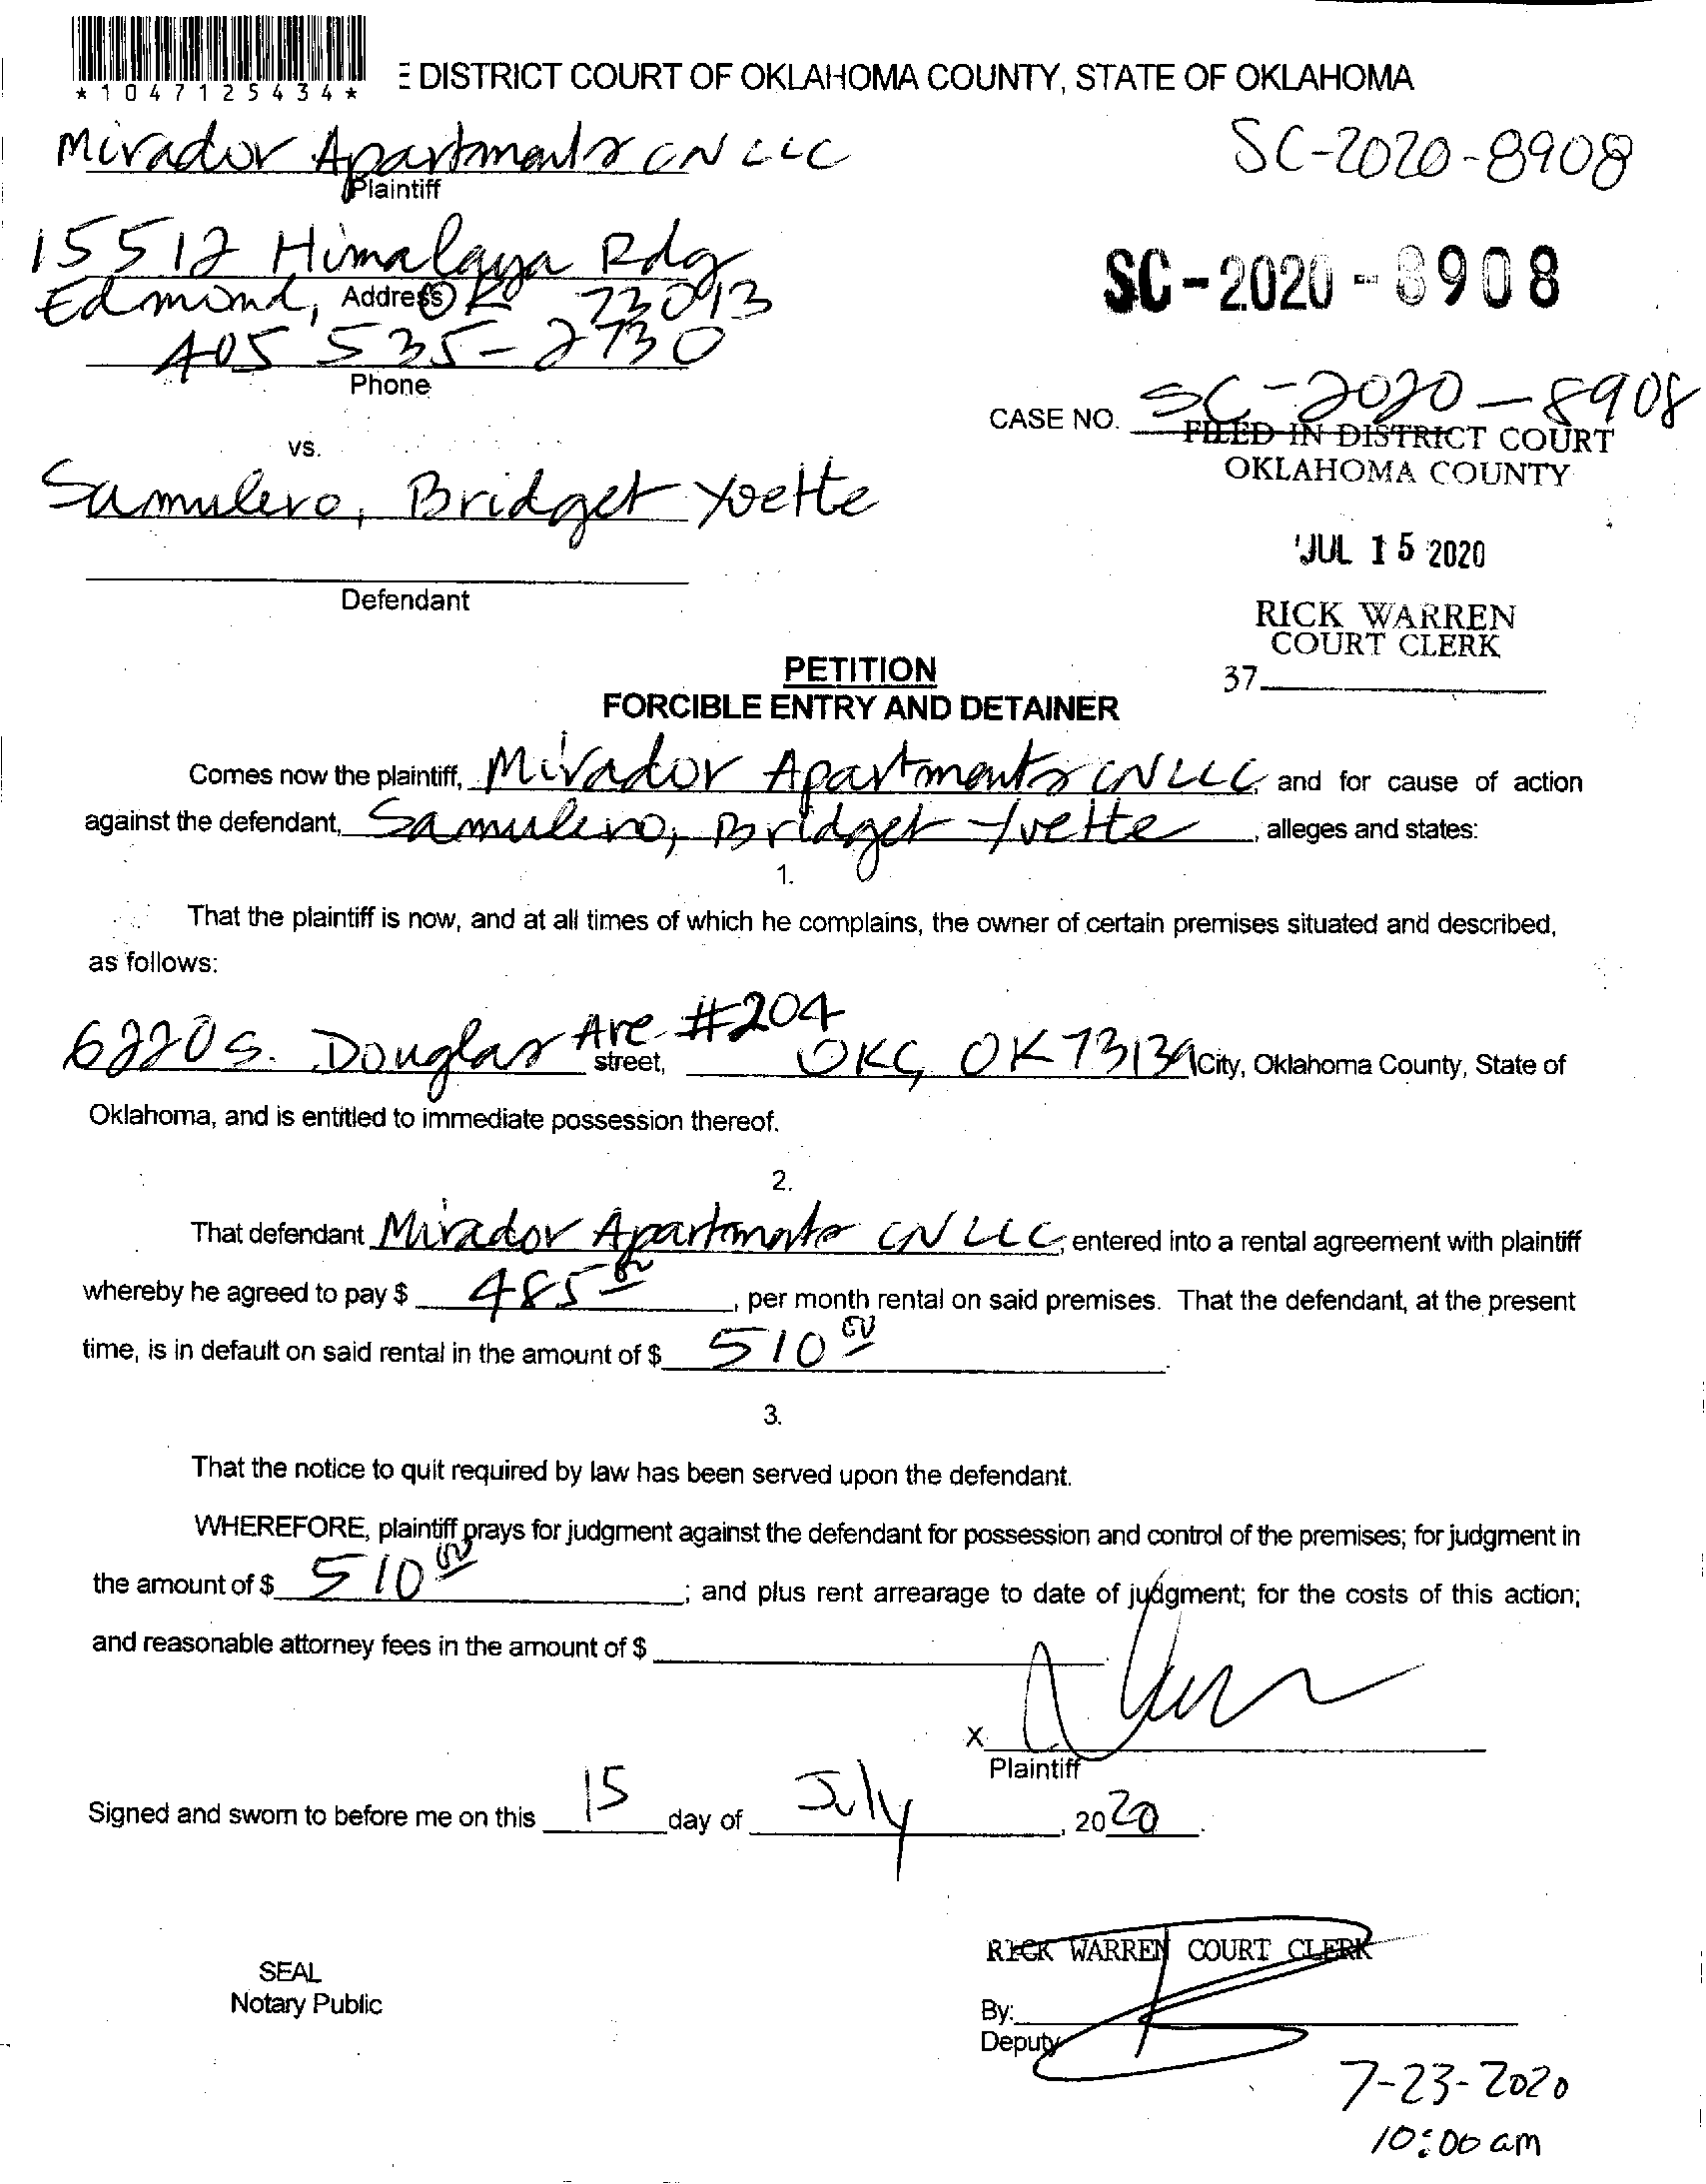 *1047125434*
E DISTRICT COURT OF OKLAHOMA COUNTY, STATE OF OKLAHOMA
Mirador Apartments CN LLC
Plaintiff
SC-2020-8908
15512 Himalaya Rdg
Edmond, OK 73013
Address
SC-2020-8908
405 535-2730
Phone
CASE NO. SC-2020-8908
vs.
FILED IN DISTRICT COURT
OKLAHOMA COUNTY
Samulero, Bridget Yvette
JUL 15 2020
Defendant
RICK WARREN
COURT CLERK
37
PETITION
FORCIBLE ENTRY AND DETAINER
Comes now the plaintiff, Mirador Apartments CN LLC, and for cause of action
against the defendant, Samulero, Bridget Yvette, alleges and states:
1.
That the plaintiff is now, and at all times of which he complains, the owner of certain premises situated and described,
as follows:
6220 S. Douglas Ave #204 street, OKC, OK 73139 City, Oklahoma County, State of
Oklahoma, and is entitled to immediate possession thereof.
2.
That defendant Mirador Apartments CN LLC, entered into a rental agreement with plaintiff
whereby he agreed to pay $ 485 00, per month rental on said premises. That the defendant, at the present
time, is in default on said rental in the amount of $ 510 00.
3.
That the notice to quit required by law has been served upon the defendant.
WHEREFORE, plaintiff prays for judgment against the defendant for possession and control of the premises; for judgment in
the amount of $ 510 00; and plus rent arrearage to date of judgment; for the costs of this action;
and reasonable attorney fees in the amount of $
X
Plaintiff
Signed and sworn to before me on this 15 day of July, 2020.
RICK WARREN COURT CLERK
SEAL
Notary Public
By:
Deputy
7-23-2020
10:00 am